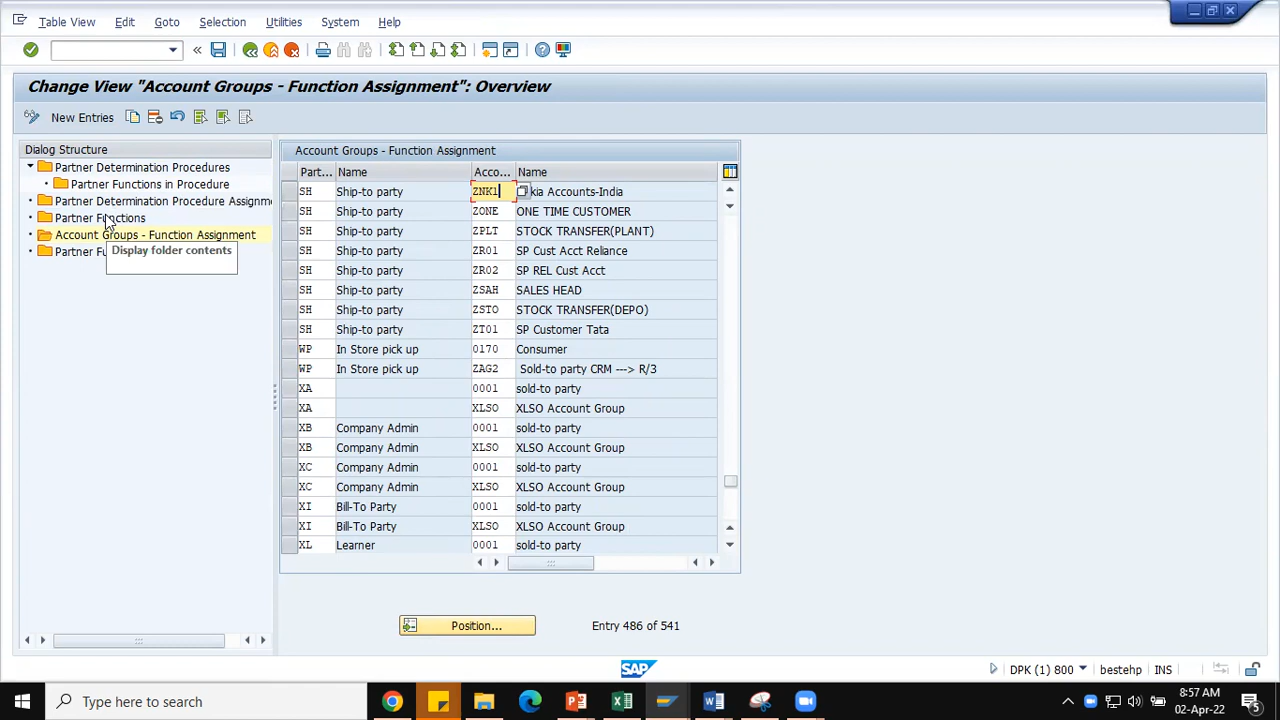 Table View Edit Goto Selection Utilities System Help
Change View "Account Groups - Function Assignment": Overview
New Entries
Dialog Structure
Partner Determination Procedures
Partner Functions in Procedure
Partner Determination Procedure Assignme
Partner Functions
Account Groups - Function Assignment
Partner Fu
Display folder contents
Account Groups - Function Assignment
Part... Name Acco... Name
SH Ship-to party ZNK1 kia Accounts-India
SH Ship-to party ZONE ONE TIME CUSTOMER
SH Ship-to party ZPLT STOCK TRANSFER(PLANT)
SH Ship-to party ZR01 SP Cust Acct Reliance
SH Ship-to party ZR02 SP REL Cust Acct
SH Ship-to party ZSAH SALES HEAD
SH Ship-to party ZSTO STOCK TRANSFER(DEPO)
SH Ship-to party ZT01 SP Customer Tata
WP In Store pick up 0170 Consumer
WP In Store pick up ZAG2 Sold-to party CRM ---> R/3
XA 0001 sold-to party
XA XLSO XLSO Account Group
XB Company Admin 0001 sold-to party
XB Company Admin XLSO XLSO Account Group
XC Company Admin 0001 sold-to party
XC Company Admin XLSO XLSO Account Group
XI Bill-To Party 0001 sold-to party
XI Bill-To Party XLSO XLSO Account Group
XL Learner 0001 sold-to party
Position... Entry 486 of 541
SAP
DPK (1) 800 bestehp INS
Type here to search
8:57 AM
02-Apr-22
5